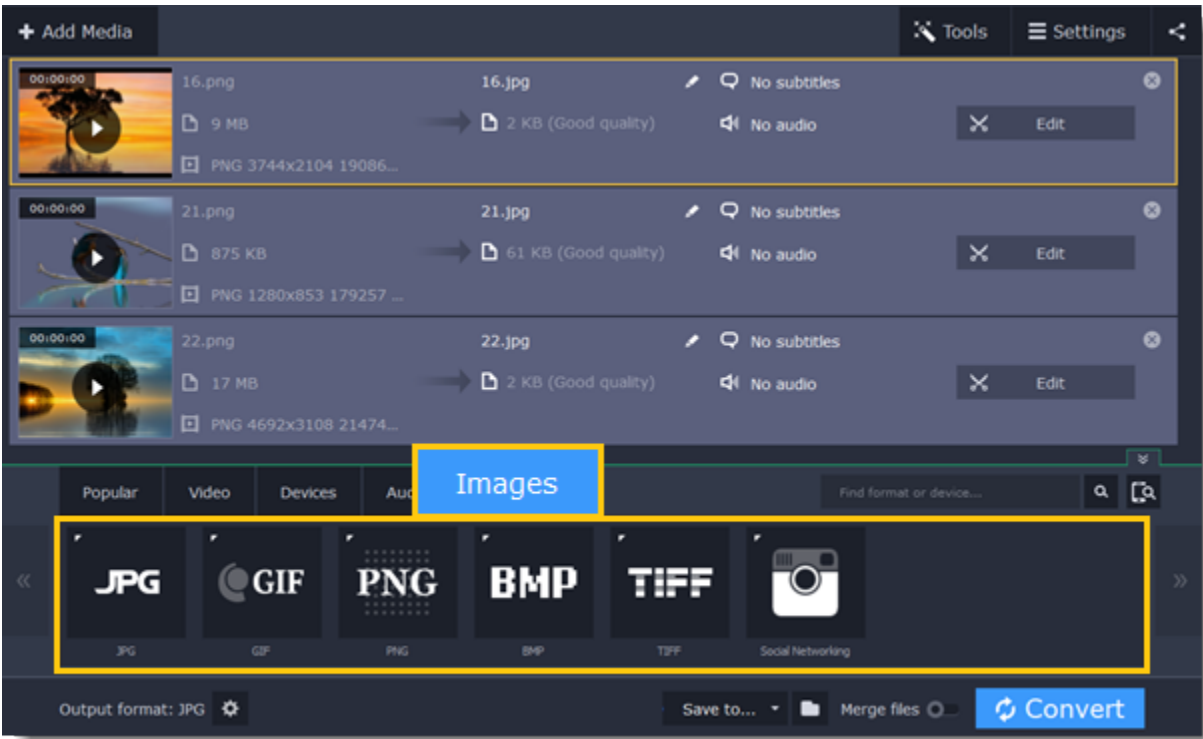 Add Media
Tools
Settings
00:00:00
16.png
16.jpg
No subtitles
9 MB
2 KB (Good quality)
No audio
Edit
PNG 3744x2104 19086...
00:00:00
21.png
21.jpg
No subtitles
875 KB
61 KB (Good quality)
No audio
Edit
PNG 1280x853 179257 ...
00:00:00
22.png
22.jpg
No subtitles
17 MB
2 KB (Good quality)
No audio
Edit
PNG 4692x3108 21474...
Popular
Video
Devices
Images
Find format or device...
JPG
GIF
PNG
BMP
TIFF
JPG
GIF
PNG
BMP
TIFF
Social Networking
Output format: JPG
Save to...
Merge files
Convert